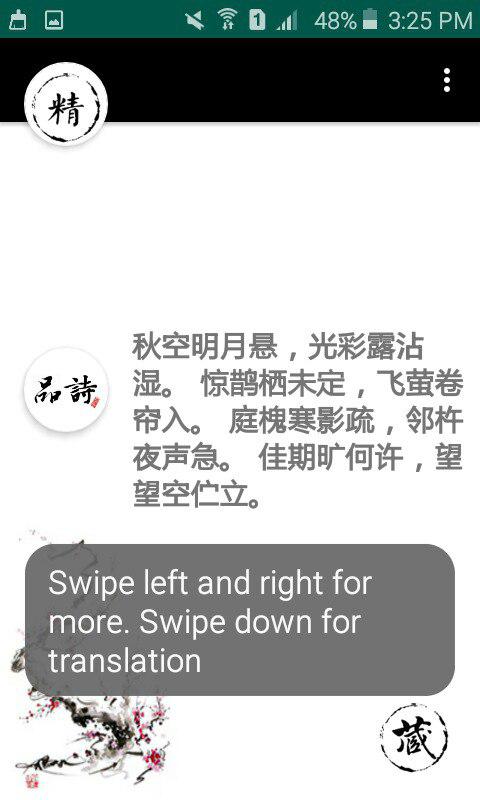 48% 3:25 PM
1
精
秋空明月悬，光彩露沾
湿。 惊鹊栖未定，飞萤卷
帘入。 庭槐寒影疏，邻杵
夜声急。 佳期旷何许，望
望空伫立。
品詩
Swipe left and right for
more. Swipe down for
translation
藏